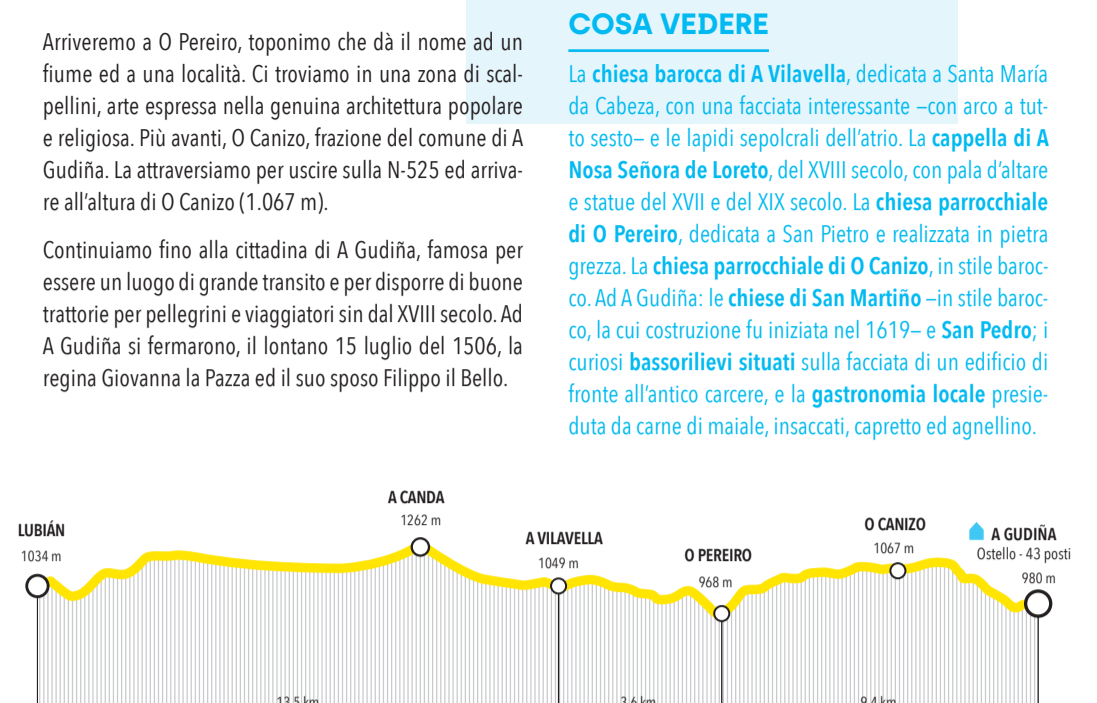 Arriveremo a O Pereiro, toponimo che dà il nome ad un
fiume ed a una località. Ci troviamo in una zona di scal-
pellini, arte espressa nella genuina architettura popolare
e religiosa. Più avanti, O Canizo, frazione del comune di A
Gudiña. La attraversiamo per uscire sulla N-525 ed arriva-
re all’altura di O Canizo (1.067 m).
Continuiamo fino alla cittadina di A Gudiña, famosa per
essere un luogo di grande transito e per disporre di buone
trattorie per pellegrini e viaggiatori sin dal XVIII secolo. Ad
A Gudiña si fermarono, il lontano 15 luglio del 1506, la
regina Giovanna la Pazza ed il suo sposo Filippo il Bello.
COSA VEDERE
La chiesa barocca di A Vilavella, dedicata a Santa María
da Cabeza, con una facciata interessante –con arco a tut-
to sesto– e le lapidi sepolcrali dell’atrio. La cappella di A
Nosa Señora de Loreto, del XVIII secolo, con pala d’altare
e statue del XVII e del XIX secolo. La chiesa parrocchiale
di O Pereiro, dedicata a San Pietro e realizzata in pietra
grezza. La chiesa parrocchiale di O Canizo, in stile baroc-
co. Ad A Gudiña: le chiese di San Martiño –in stile baroc-
co, la cui costruzione fu iniziata nel 1619– e San Pedro; i
curiosi bassorilievi situati sulla facciata di un edificio di
fronte all’antico carcere, e la gastronomia locale presie-
duta da carne di maiale, insaccati, capretto ed agnellino.
LUBIÁN
1034 m
A CANDA
1262 m
A VILAVELLA
1049 m
O PEREIRO
968 m
O CANIZO
1067 m
A GUDIÑA
Ostello - 43 posti
980 m
13,5 km
3,6 km
9,4 km